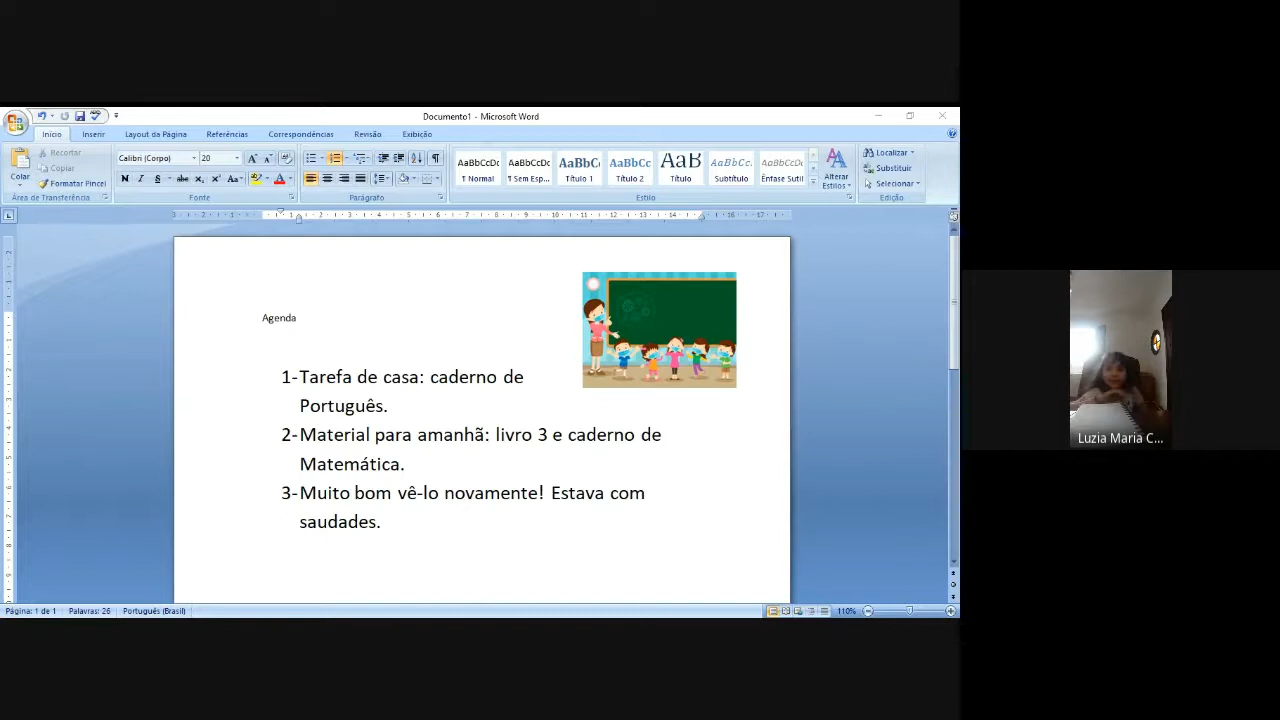 Documento1 - Microsoft Word
Início Inserir Layout da Página Referências Correspondências Revisão Exibição
Colar
Recortar
Copiar
Formatar Pincel
Área de Transferência
Calibri (Corpo) 20
Fonte
Parágrafo
AaBbCcDc AaBbCcDc AaBbC AaBbCc AaB AaBbCc. AaBbCcDc
¶ Normal ¶ Sem Esp... Título 1 Título 2 Título Subtítulo Ênfase Sutil
Alterar
Estilos
Estilo
Localizar
Substituir
Selecionar
Edição
Agenda
1-Tarefa de casa: caderno de
Português.
2-Material para amanhã: livro 3 e caderno de
Matemática.
3-Muito bom vê-lo novamente! Estava com
saudades.
Página: 1 de 1 Palavras: 26 Português (Brasil) 110%
Luzia Maria C...